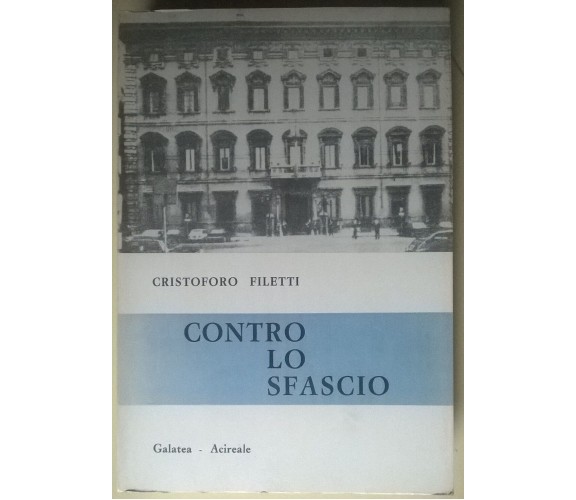 CRISTOFORO FILETTI
CONTRO
LO
SFASCIO
Galatea - Acireale